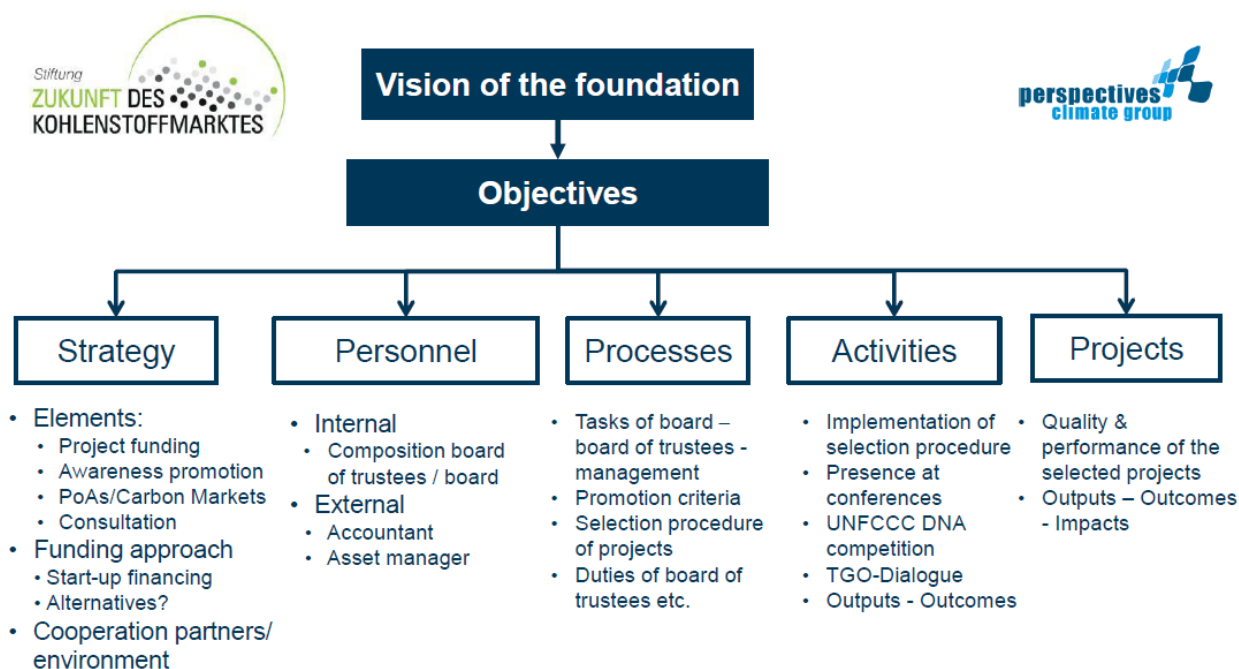 Stiftung
ZUKUNFT DES
KOHLENSTOFFMARKTES
Vision of the foundation
perspectives
climate group
Objectives
Strategy
Personnel
Processes
Activities
Projects
• Elements:
• Project funding
• Awareness promotion
• PoAs/Carbon Markets
• Consultation
• Funding approach
• Start-up financing
• Alternatives?
• Cooperation partners/
environment
• Internal
• Composition board
of trustees / board
• External
• Accountant
• Asset manager
• Tasks of board –
board of trustees -
management
• Promotion criteria
• Selection procedure
of projects
• Duties of board of
trustees etc.
• Implementation of
selection procedure
• Presence at
conferences
• UNFCCC DNA
competition
• TGO-Dialogue
• Outputs - Outcomes
• Quality &
performance of the
selected projects
• Outputs – Outcomes
- Impacts